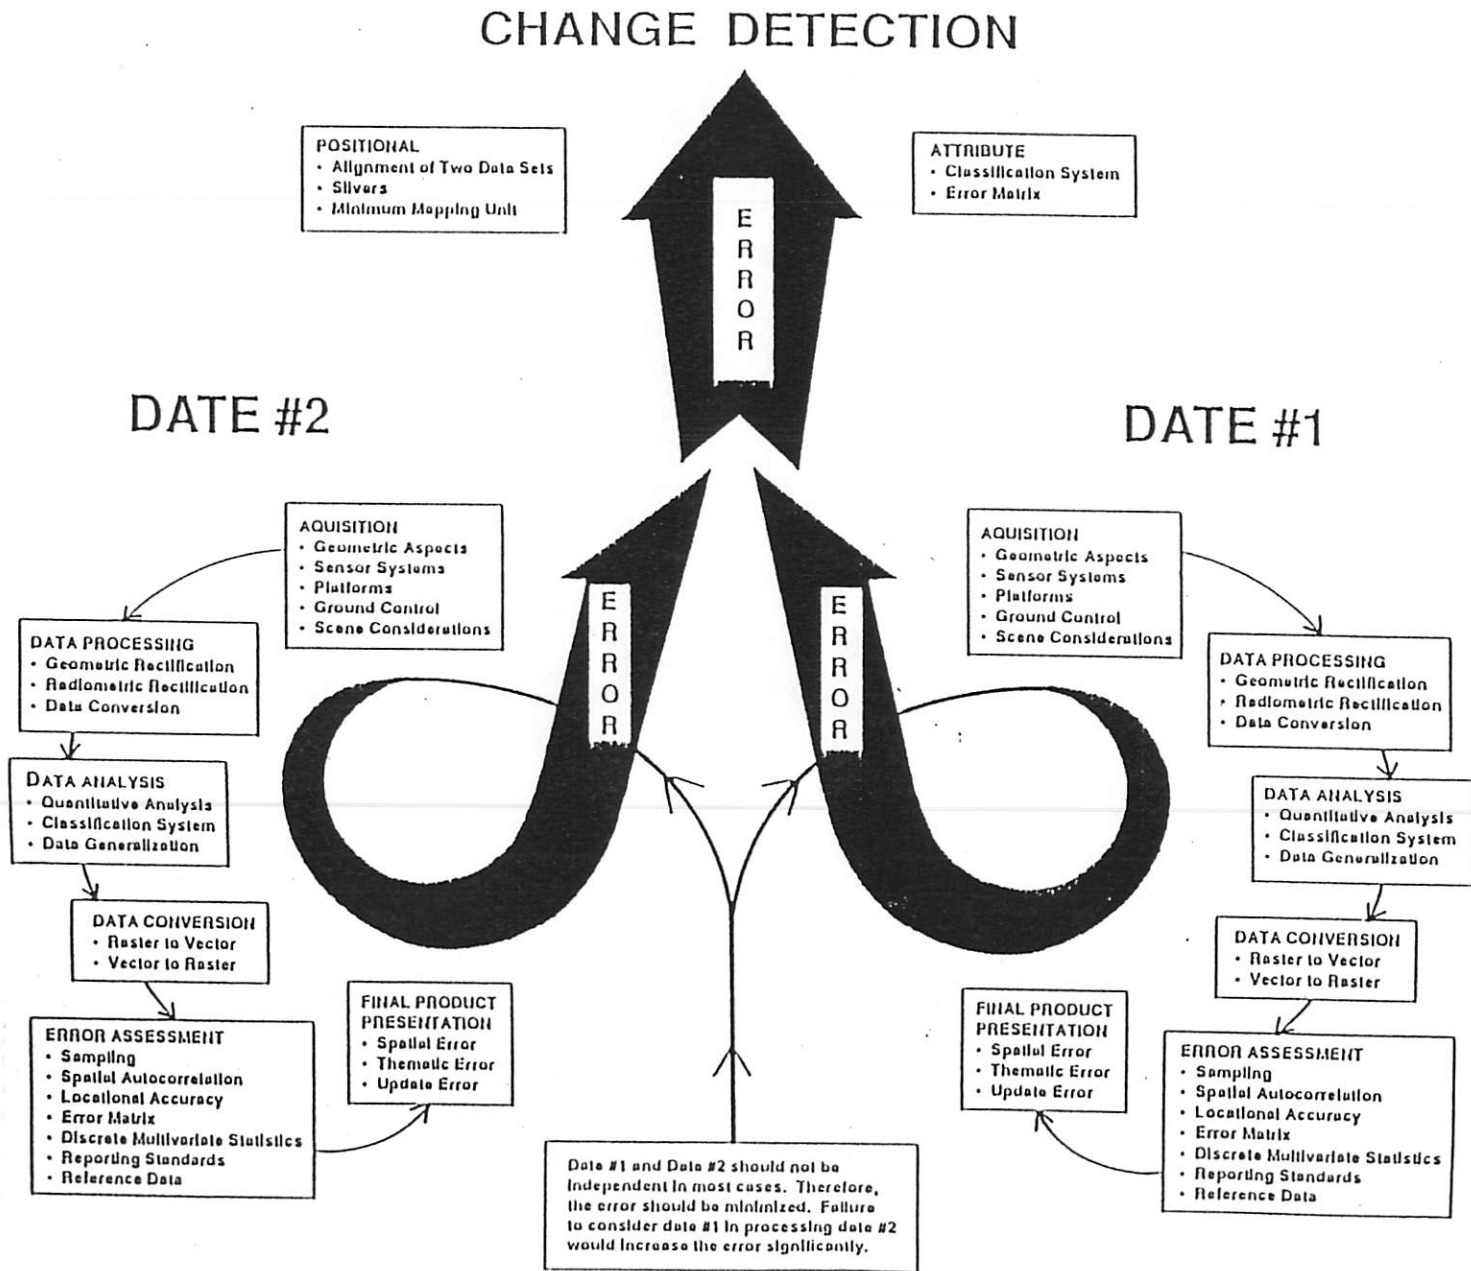 CHANGE DETECTION
POSITIONAL
• Alignment of Two Data Sets
• Slivers
• Minimum Mapping Unit
ATTRIBUTE
• Classification System
• Error Matrix
ERROR
DATE #2
DATE #1
AQUISITION
• Geometric Aspects
• Sensor Systems
• Platforms
• Ground Control
• Scene Considerations
DATA PROCESSING
• Geometric Rectification
• Radiometric Rectification
• Data Conversion
DATA ANALYSIS
• Quantitative Analysis
• Classification System
• Data Generalization
DATA CONVERSION
• Raster to Vector
• Vector to Raster
ERROR ASSESSMENT
• Sampling
• Spatial Autocorrelation
• Locational Accuracy
• Error Matrix
• Discrete Multivariate Statistics
• Reporting Standards
• Reference Data
FINAL PRODUCT
PRESENTATION
• Spatial Error
• Thematic Error
• Update Error
ERROR
ERROR
AQUISITION
• Geometric Aspects
• Sensor Systems
• Platforms
• Ground Control
• Scene Considerations
DATA PROCESSING
• Geometric Rectification
• Radiometric Rectification
• Data Conversion
DATA ANALYSIS
• Quantitative Analysis
• Classification System
• Data Generalization
DATA CONVERSION
• Raster to Vector
• Vector to Raster
ERROR ASSESSMENT
• Sampling
• Spatial Autocorrelation
• Locational Accuracy
• Error Matrix
• Discrete Multivariate Statistics
• Reporting Standards
• Reference Data
FINAL PRODUCT
PRESENTATION
• Spatial Error
• Thematic Error
• Update Error
Date #1 and Date #2 should not be
independent in most cases. Therefore,
the error should be minimized. Failure
to consider date #1 in processing date #2
would increase the error significantly.